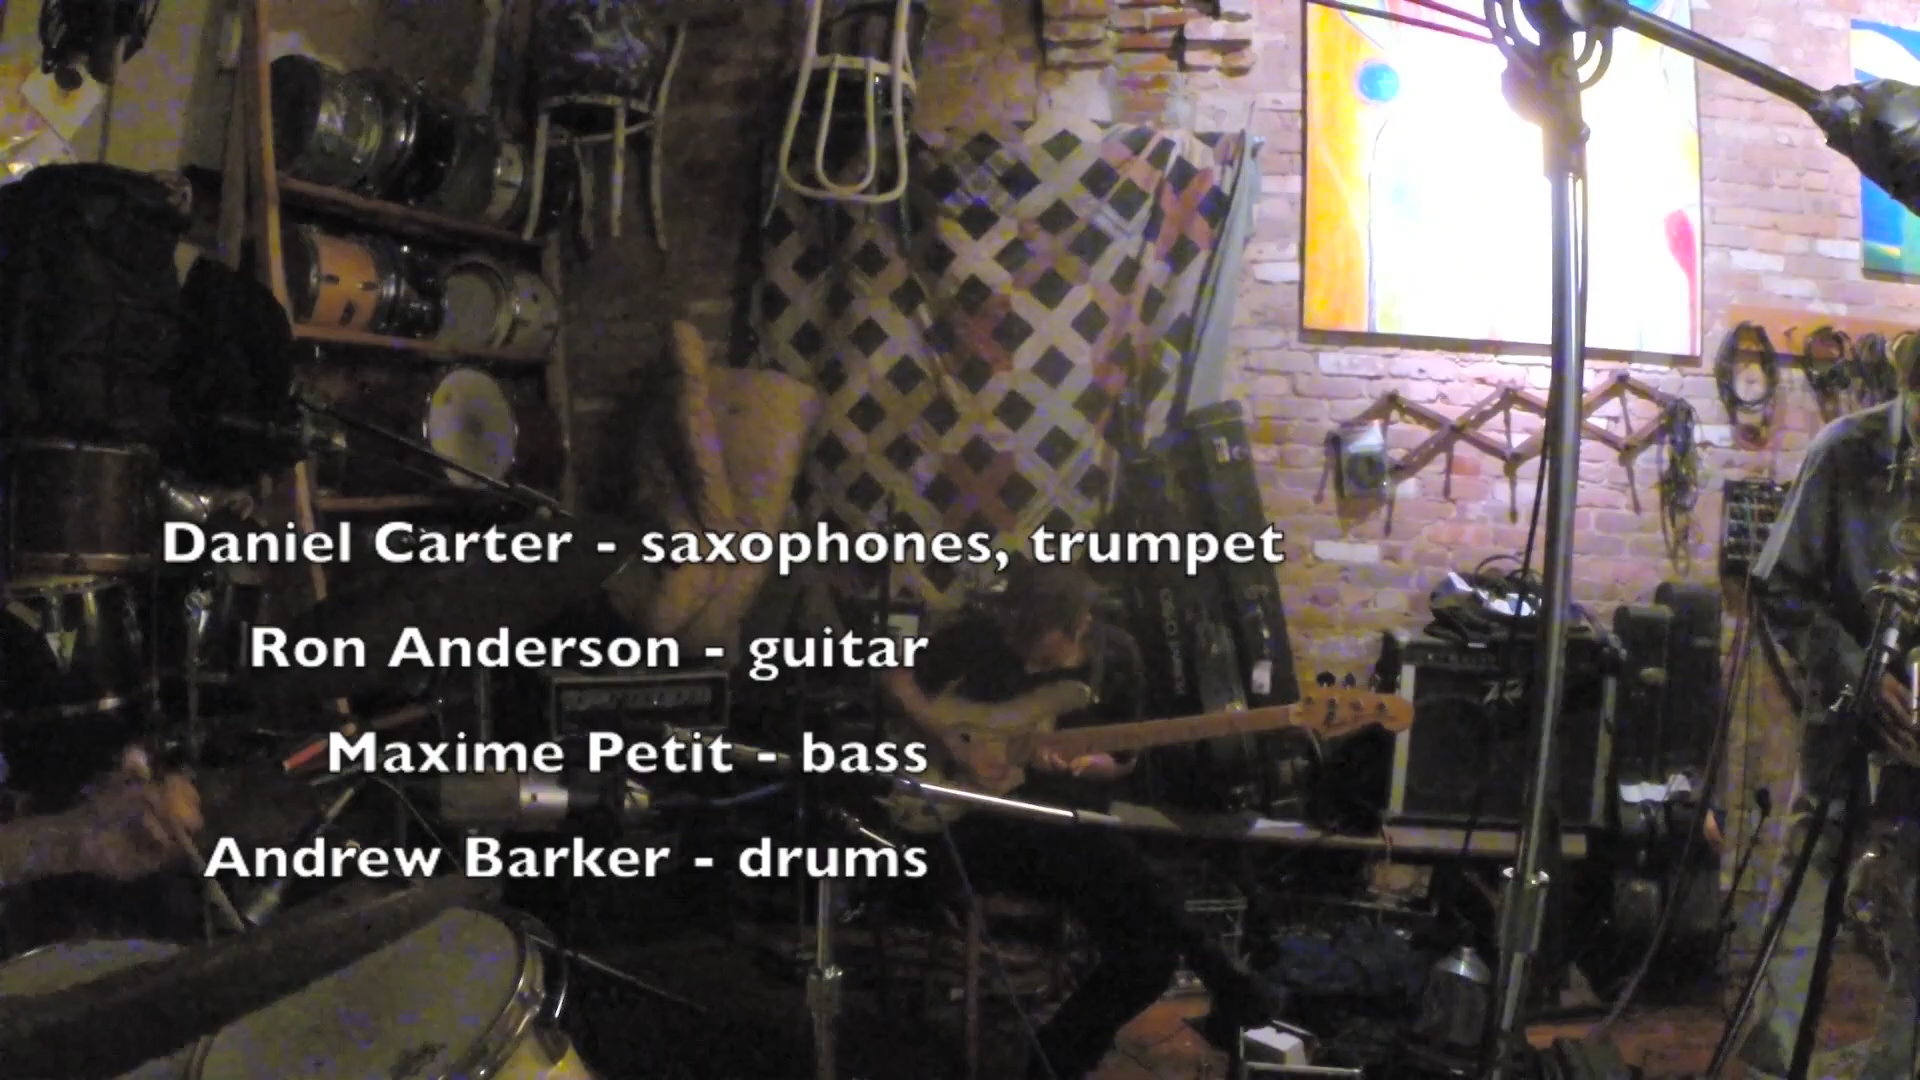 Daniel Carter - saxophones, trumpet
Ron Anderson - guitar
Maxime Petit - bass
Andrew Barker - drums